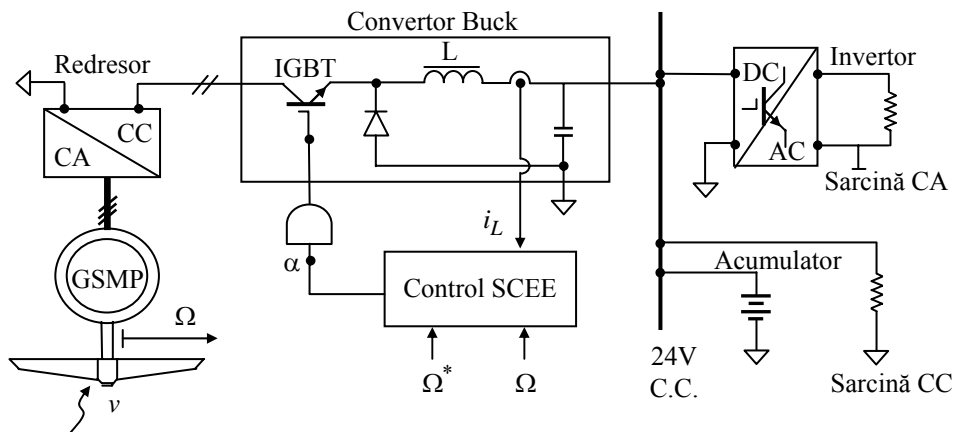 Convertor Buck
Redresor
IGBT
L
DC
Invertor
CC
CA
AC
Sarcină CA
i_L
α
GSMP
Control SCEE
Acumulator
Ω
Ω*
Ω
24V
C.C.
Sarcină CC
v